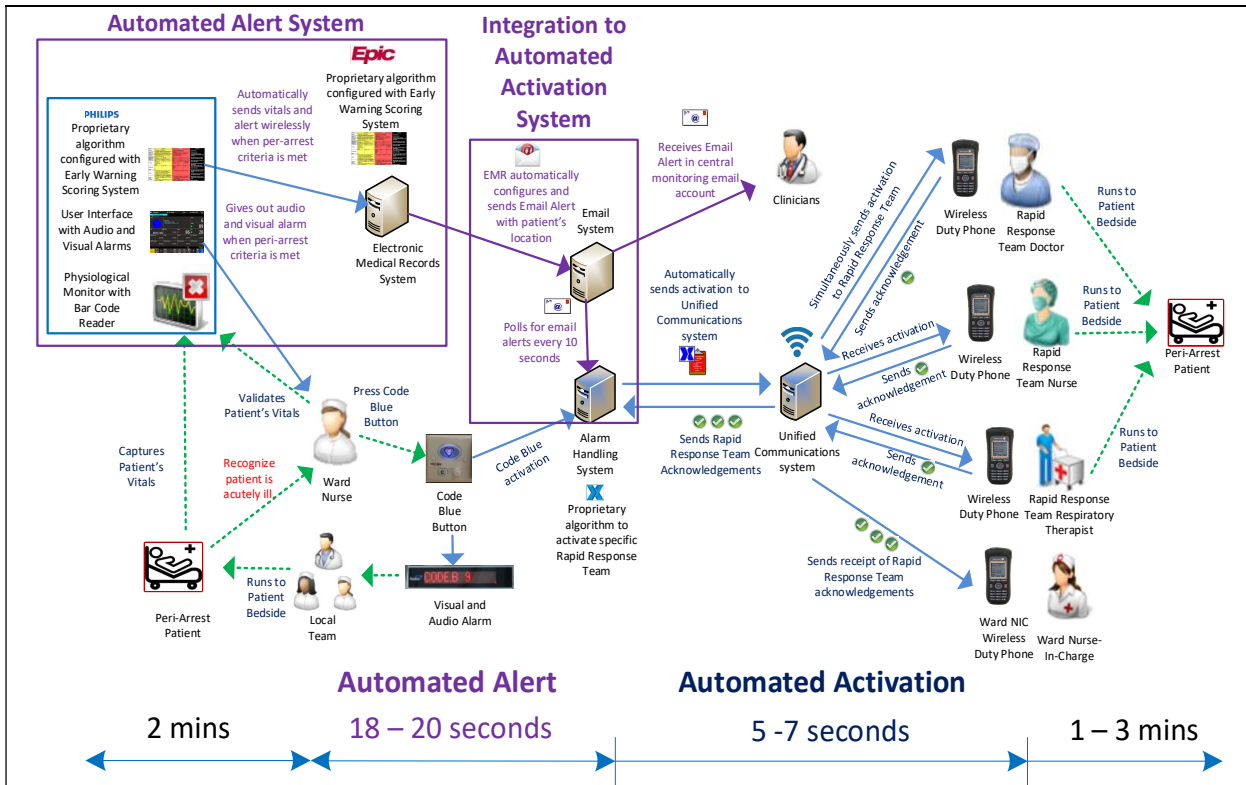 Automated Alert System
Integration to
Automated
Activation
System
Epic
Proprietary algorithm
configured with Early
Warning Scoring
System
Automatically
sends vitals and
alert wirelessly
when per-arrest
criteria is met
PHILIPS
Proprietary
algorithm
configured with
Early Warning
Scoring System
User Interface
with Audio and
Visual Alarms
Physiological
Monitor with
Bar Code
Reader
Gives out audio
and visual alarm
when peri-arrest
criteria is met
Electronic
Medical Records
System
EMR automatically
configures and
sends Email Alert
with patient's
location
Email
System
Polls for email
alerts every 10
seconds
Receives Email
Alert in central
monitoring email
account
Clinicians
Automatically
sends activation to
Unified
Communications
system
Simultaneously sends activation
to Rapid Response Team
Sends acknowledgement
Wireless
Duty Phone
Rapid
Response
Team Doctor
Runs to
Patient
Bedside
Receives activation
Sends
acknowledgement
Wireless
Duty Phone
Rapid
Response
Team Nurse
Runs to
Patient
Bedside
Peri-Arrest
Patient
Receives activation
Sends
acknowledgement
Wireless
Duty Phone
Rapid Response
Team Respiratory
Therapist
Runs to
Patient
Bedside
Validates
Patient's Vitals
Press Code
Blue
Button
Captures
Patient's
Vitals
Recognize
patient is
acutely ill
Ward
Nurse
Code
Blue
Button
Code Blue
activation
Alarm
Handling
System
X
Proprietary
algorithm to
activate specific
Rapid Response
Team
Sends Rapid
Response Team
Acknowledgements
Unified
Communications
system
Sends receipt of Rapid
Response Team
acknowledgements
Ward NIC
Wireless
Duty Phone
Ward Nurse-
In-Charge
Peri-Arrest
Patient
Runs to
Patient
Bedside
Local
Team
CODE.B 9
Visual and
Audio Alarm
Automated Alert
Automated Activation
2 mins
18 – 20 seconds
5 -7 seconds
1 – 3 mins